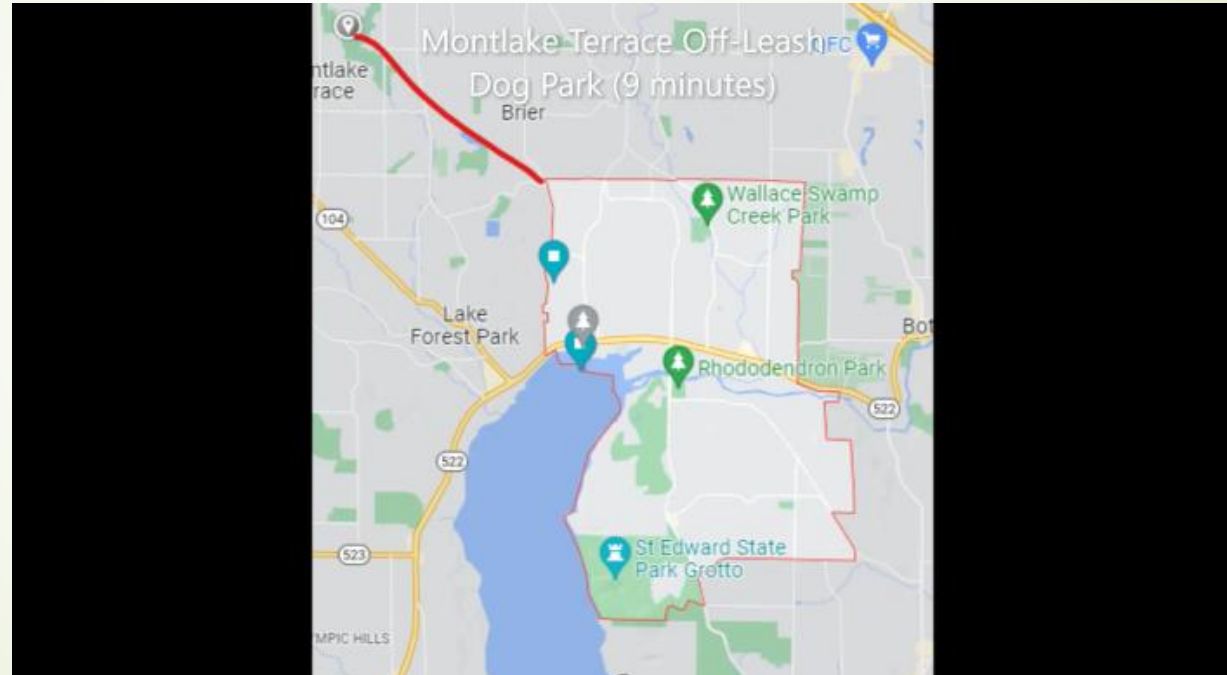 Montlake Terrace Off-Leash
Dog Park (9 minutes)
QFC
ntlake
race
Brier
Wallace Swamp
Creek Park
104
Lake
Forest Park
Bot
Rhododendron Park
522
522
523
St Edward State
Park Grotto
MPIC HILLS